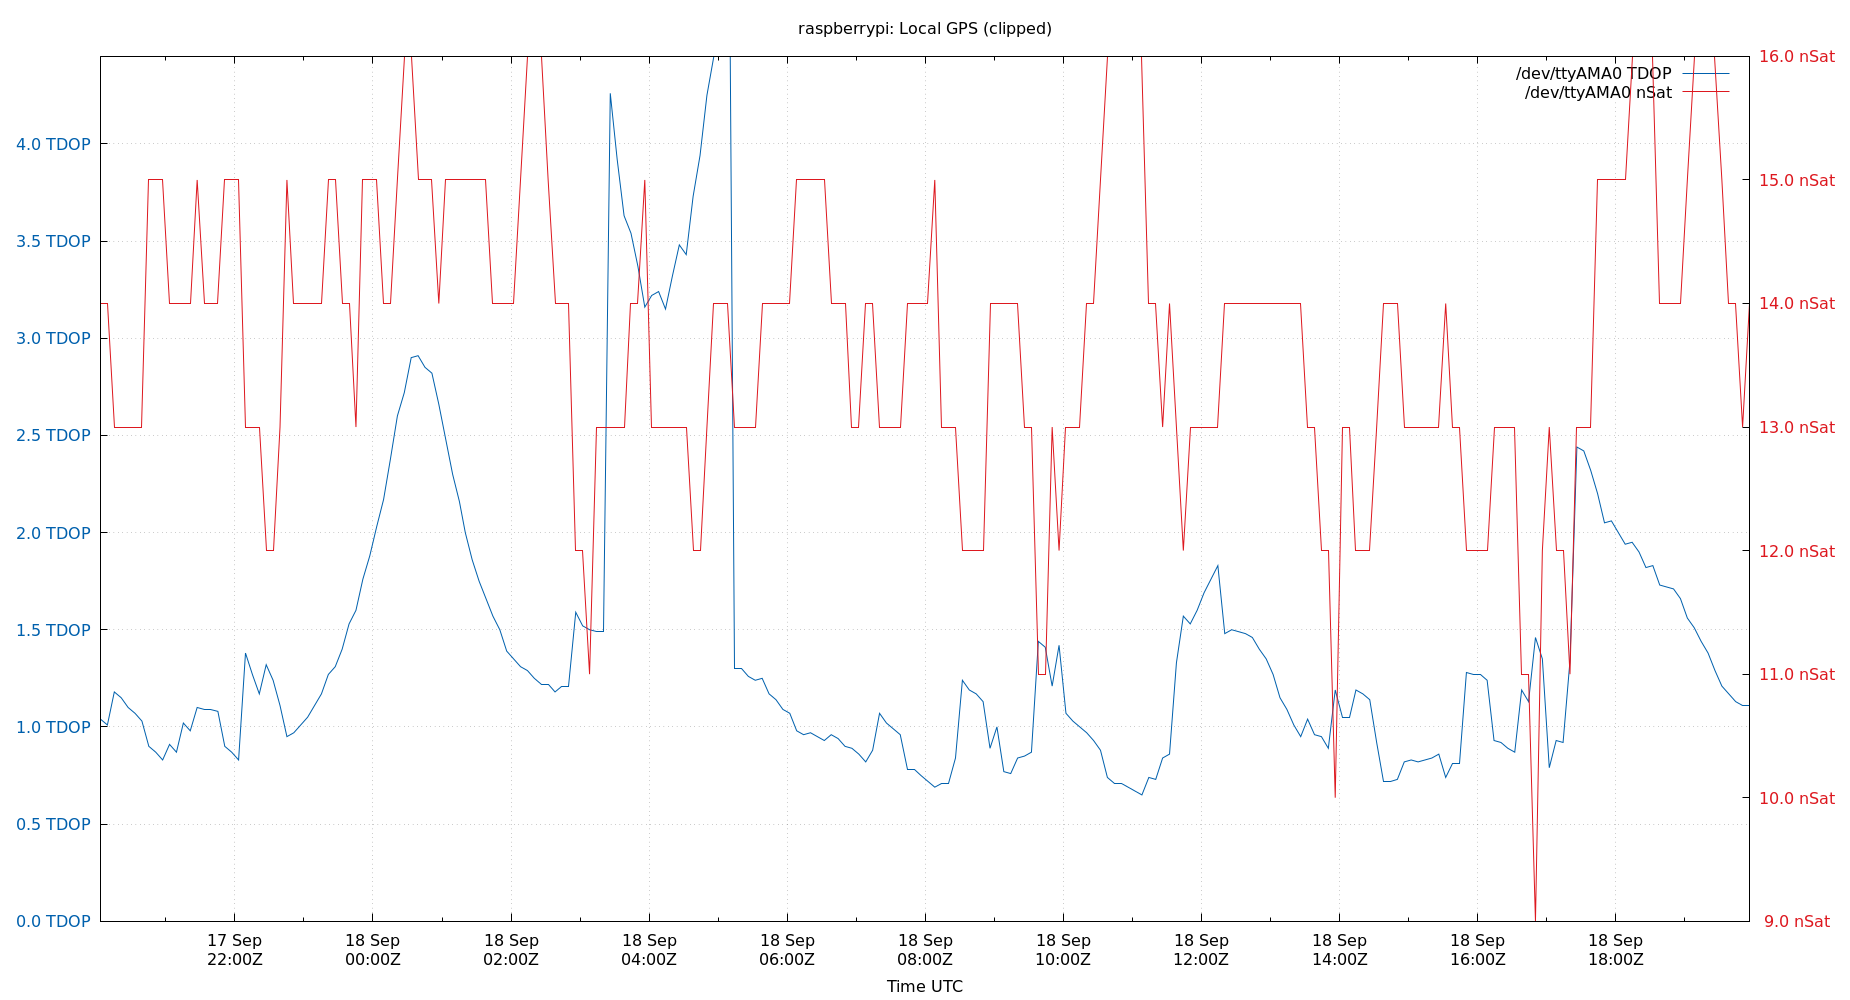 raspberrypi: Local GPS (clipped)
/dev/ttyAMA0 TDOP
/dev/ttyAMA0 nSat
4.0 TDOP
3.5 TDOP
3.0 TDOP
2.5 TDOP
2.0 TDOP
1.5 TDOP
1.0 TDOP
0.5 TDOP
0.0 TDOP
16.0 nSat
15.0 nSat
14.0 nSat
13.0 nSat
12.0 nSat
11.0 nSat
10.0 nSat
9.0 nSat
17 Sep
22:00Z
18 Sep
00:00Z
18 Sep
02:00Z
18 Sep
04:00Z
18 Sep
06:00Z
18 Sep
08:00Z
18 Sep
10:00Z
18 Sep
12:00Z
18 Sep
14:00Z
18 Sep
16:00Z
18 Sep
18:00Z
Time UTC